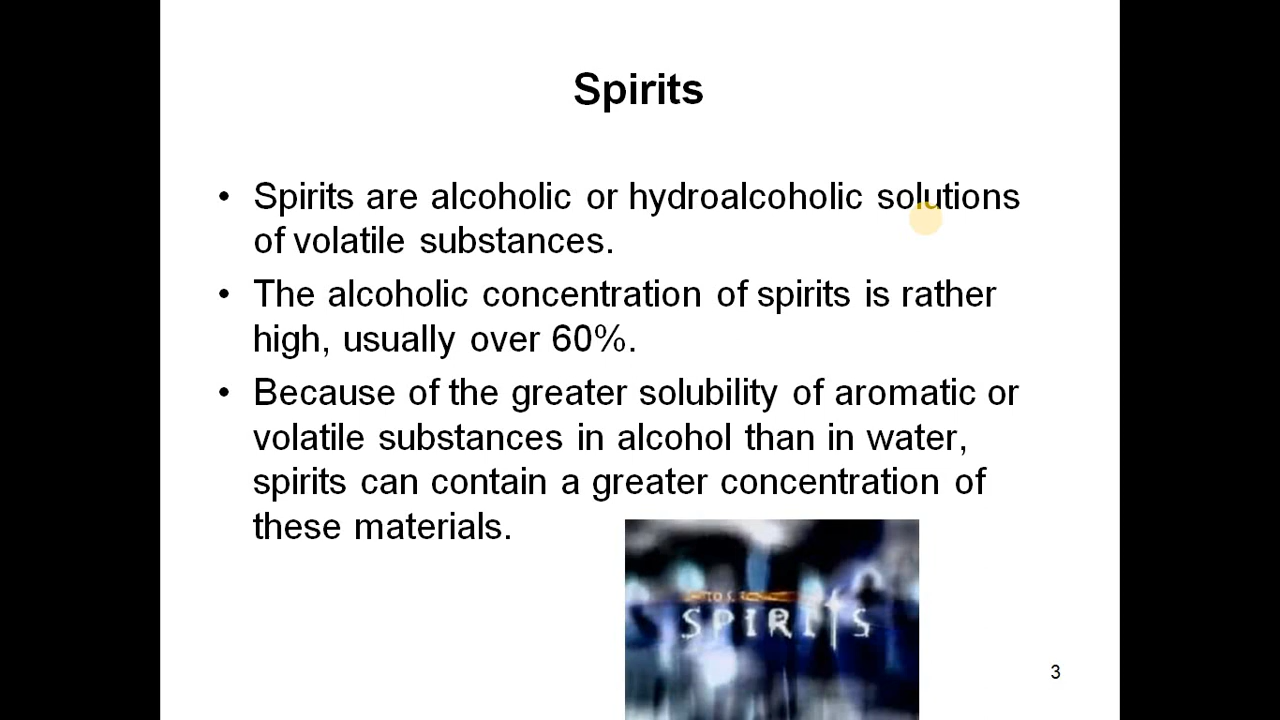 Spirits
• Spirits are alcoholic or hydroalcoholic solutions
of volatile substances.
• The alcoholic concentration of spirits is rather
high, usually over 60%.
• Because of the greater solubility of aromatic or
volatile substances in alcohol than in water,
spirits can contain a greater concentration of
these materials.
SPIRITS
3